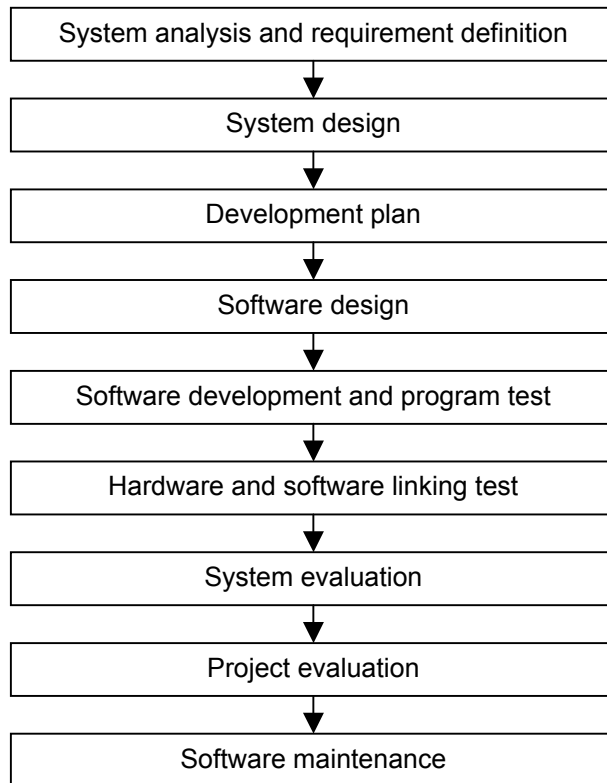 System analysis and requirement definition
System design
Development plan
Software design
Software development and program test
Hardware and software linking test
System evaluation
Project evaluation
Software maintenance